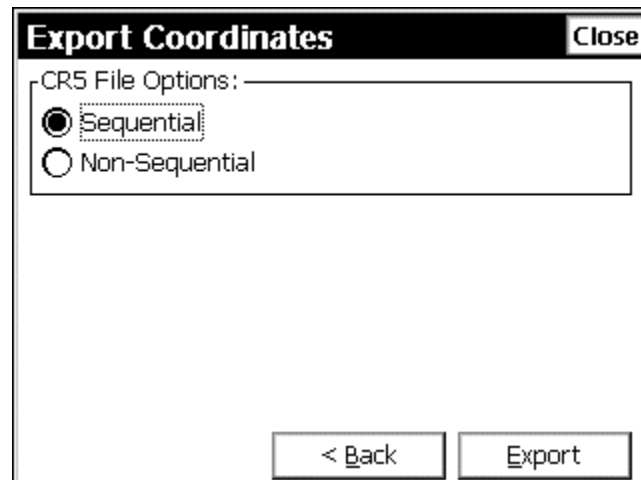 Export Coordinates Close
CR5 File Options:
Sequential
Non-Sequential
< Back Export